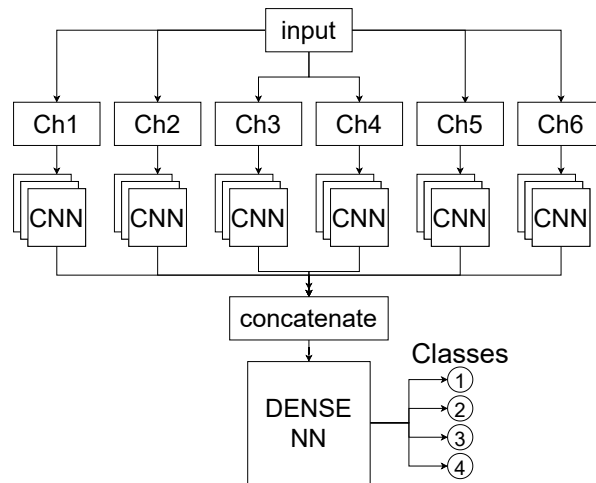 input
Ch1 Ch2 Ch3 Ch4 Ch5 Ch6
CNN CNN CNN CNN CNN CNN
concatenate
Classes
DENSE
NN
1
2
3
4